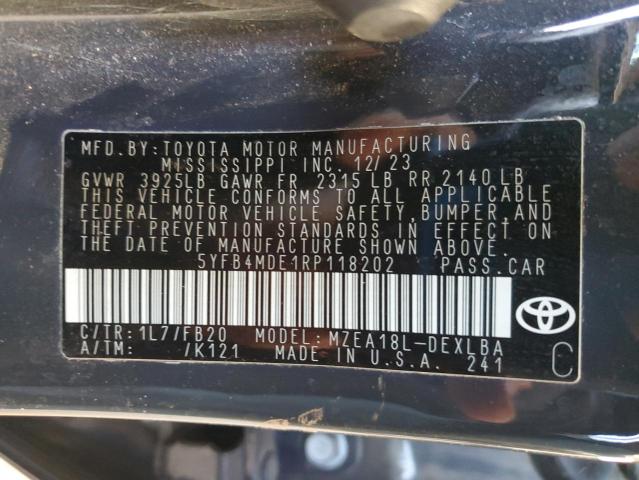 MFD.BY:TOYOTA MOTOR MANUFACTURING
MISSISSIPPI INC. 12/23
GVWR 3925LB GAWR FR 2315 LB RR 2140 LB
THIS VEHICLE CONFORMS TO ALL APPLICABLE
FEDERAL MOTOR VEHICLE SAFETY, BUMPER, AND
THEFT PREVENTION STANDARDS IN EFFECT ON
THE DATE OF MANUFACTURE SHOWN ABOVE.
5YFB4MDE1RP118202 PASS.CAR
C/TR: 1L7/FB20 MODEL: MZEA18L-DEXLBA
A/TM: /K121 MADE IN U.S.A. 241
C